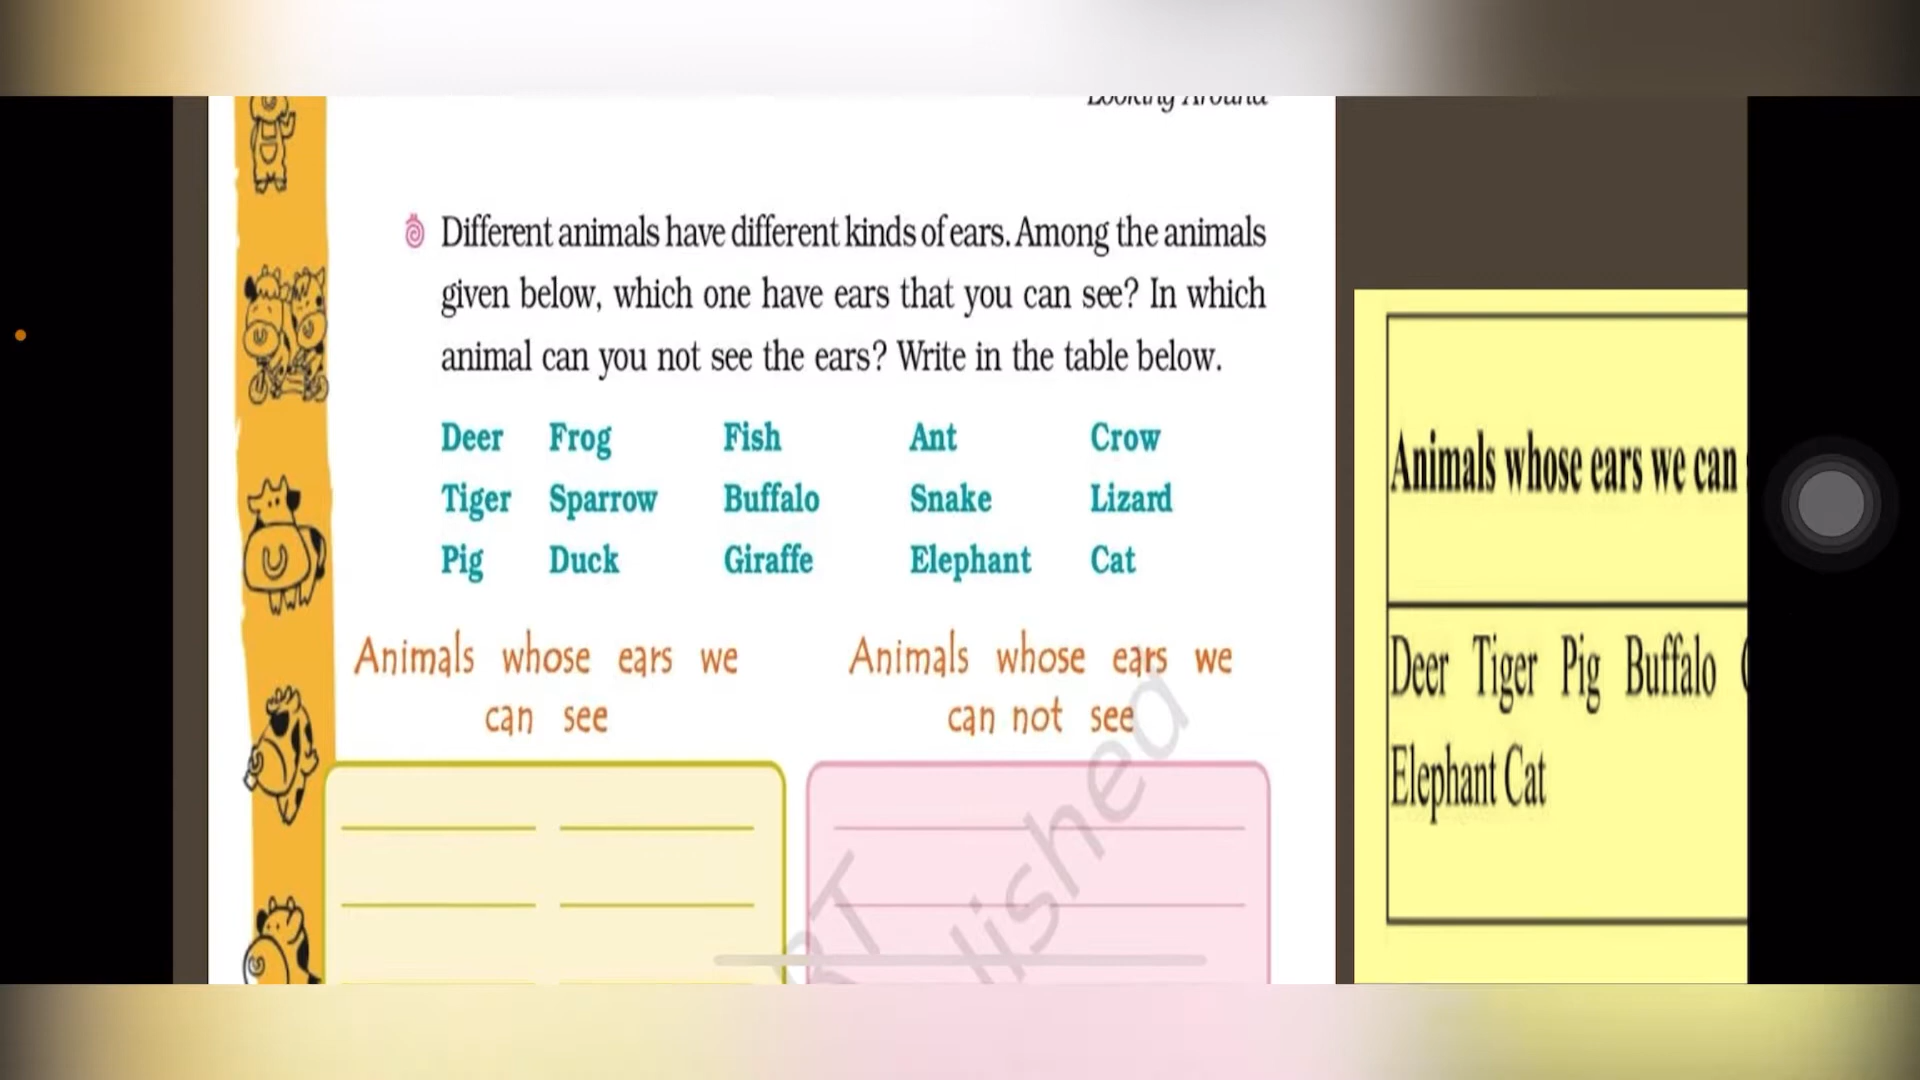 Looking Around
Different animals have different kinds of ears. Among the animals
given below, which one have ears that you can see? In which
animal can you not see the ears? Write in the table below.
Deer Frog Fish Ant Crow
Tiger Sparrow Buffalo Snake Lizard
Pig Duck Giraffe Elephant Cat
Animals whose ears we
can see
Animals whose ears we
can not see
Animals whose ears we can
Deer Tiger Pig Buffalo
Elephant Cat